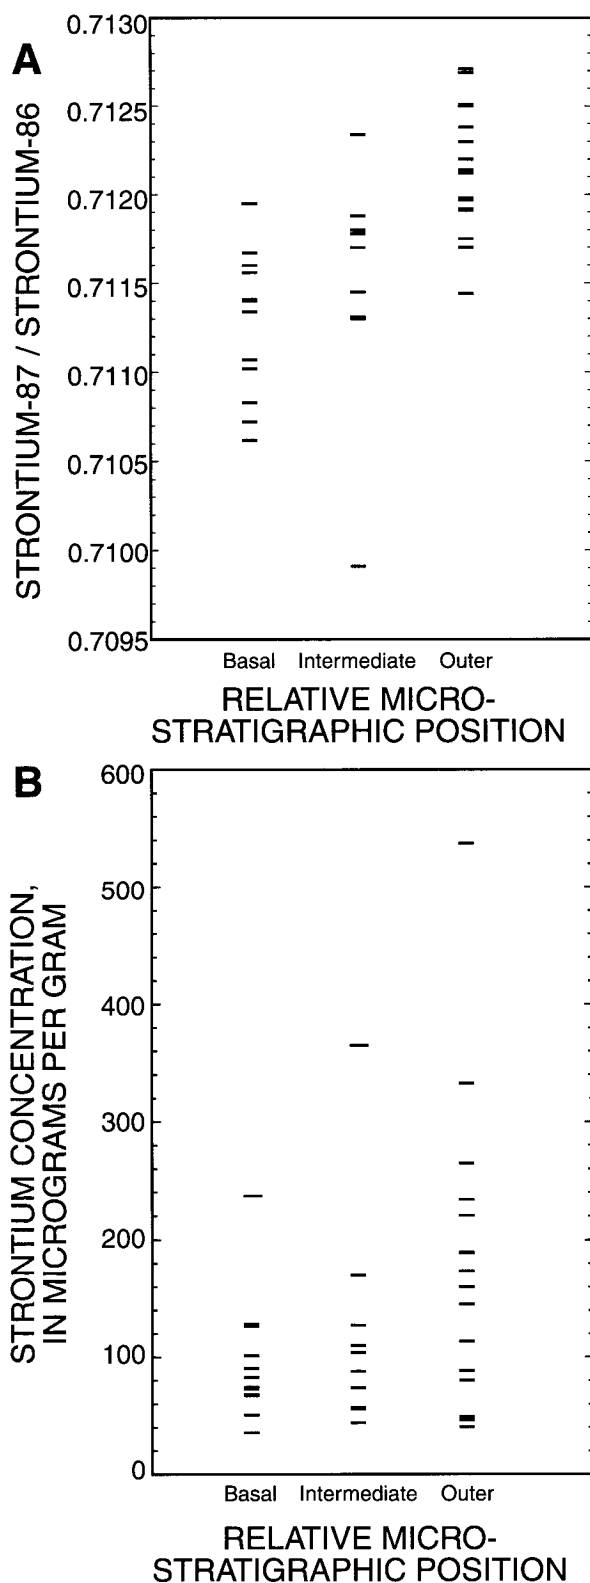 A
STRONTIUM-87 / STRONTIUM-86
0.7130
0.7125
0.7120
0.7115
0.7110
0.7105
0.7100
0.7095
Basal Intermediate Outer
RELATIVE MICRO-
STRATIGRAPHIC POSITION
B
STRONTIUM CONCENTRATION,
IN MICROGRAMS PER GRAM
600
500
400
300
200
100
0
Basal Intermediate Outer
RELATIVE MICRO-
STRATIGRAPHIC POSITION